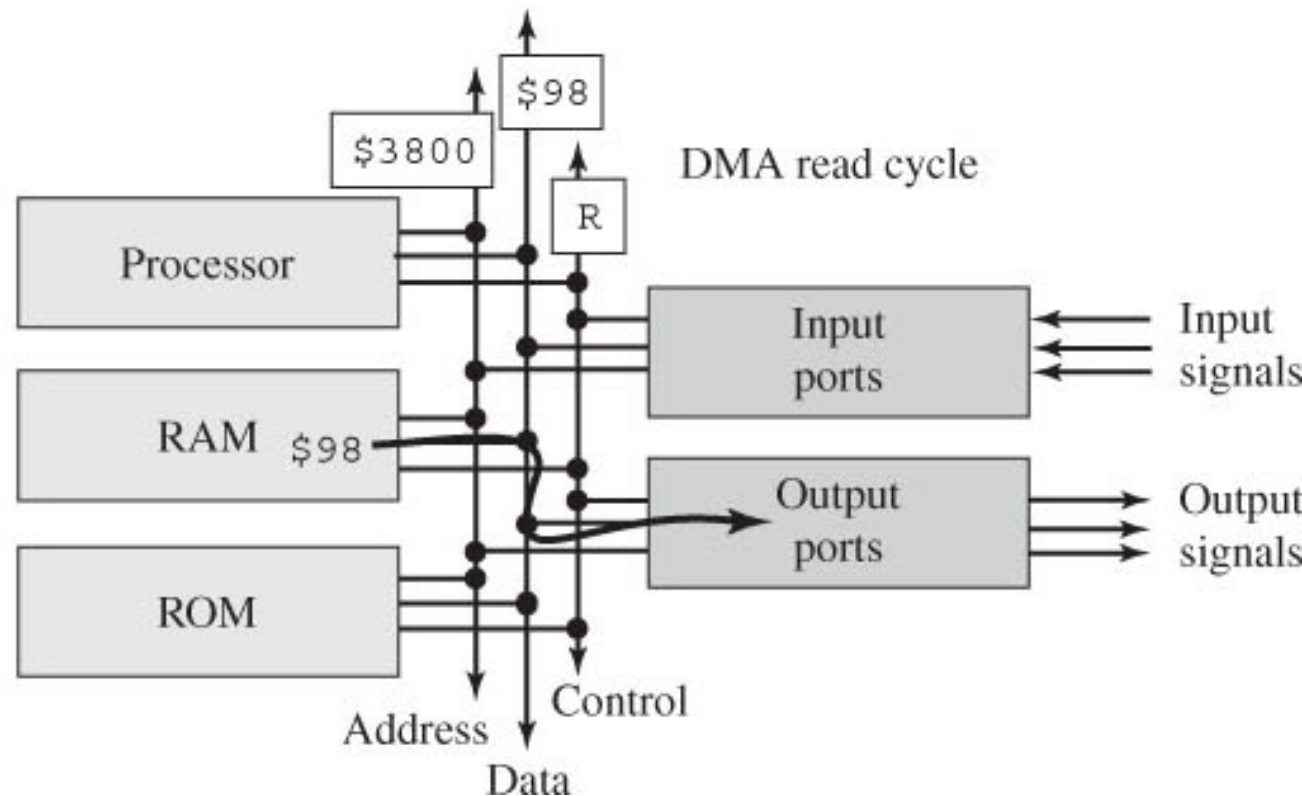 $98
$3800
DMA read cycle
R
Processor
Input
ports
Input
signals
RAM
$98
Output
ports
Output
signals
ROM
Control
Address
Data